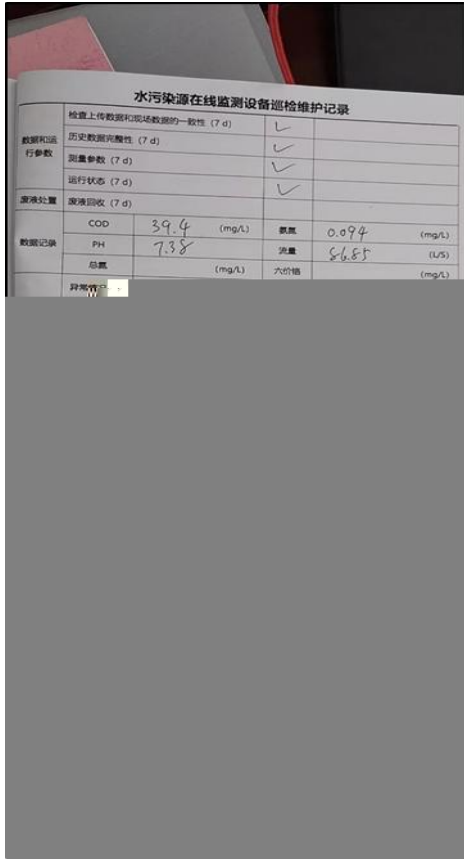 水污染源在线监测设备巡检维护记录
数据和运行参数 检查上传数据和现场数据的一致性 (7 d) ✓
历史数据完整性 (7 d) ✓
测量参数 (7 d) ✓
运行状态 (7 d) ✓
废液处置 废液回收 (7 d)
数据记录 COD 39.4 (mg/L) 氨氮 0.094 (mg/L)
PH 7.38 流量 86.85 (L/S)
总氮 (mg/L) 六价铬 (mg/L)
异常